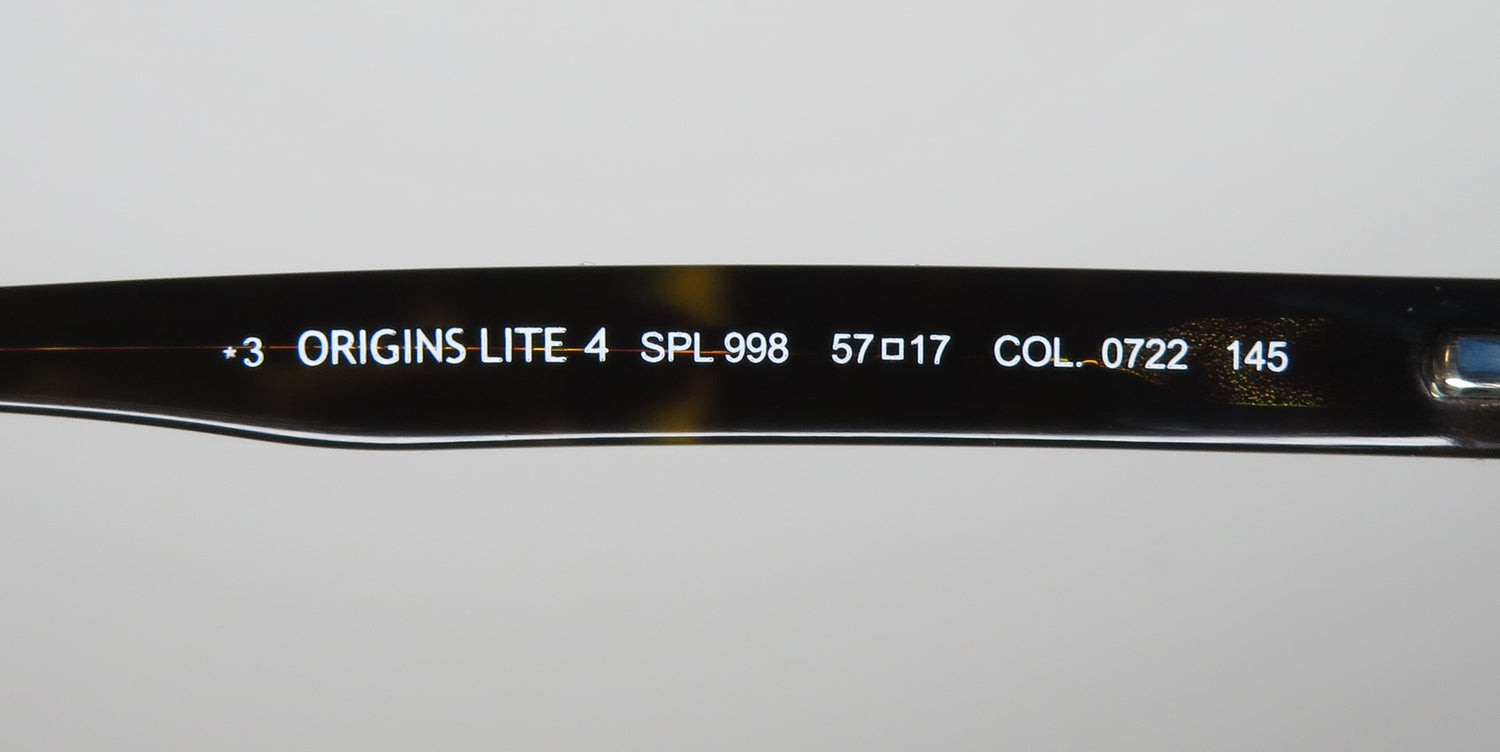 *3 ORIGINS LITE 4 SPL 998 57□17 COL. 0722 145